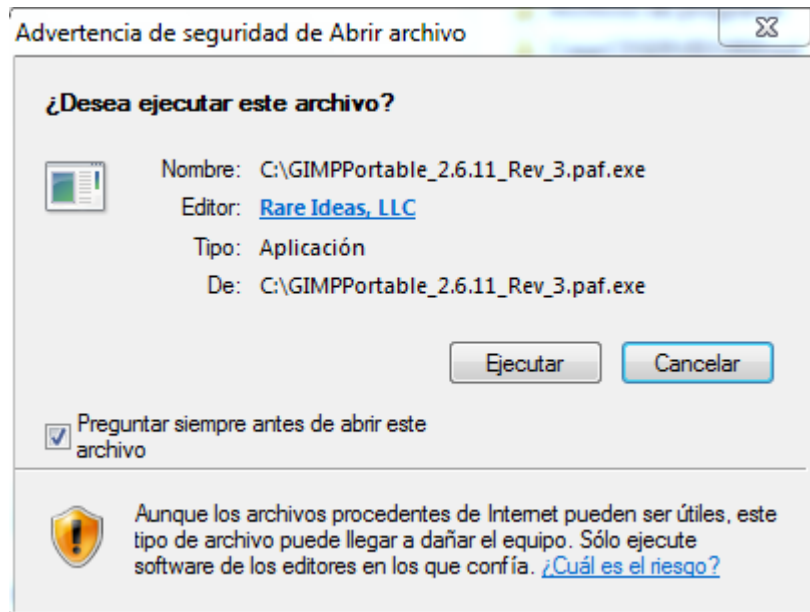 Advertencia de seguridad de Abrir archivo
¿Desea ejecutar este archivo?
Nombre: C:\GIMPPortable_2.6.11_Rev_3.paf.exe
Editor: Rare Ideas, LLC
Tipo: Aplicación
De: C:\GIMPPortable_2.6.11_Rev_3.paf.exe
Ejecutar Cancelar
Preguntar siempre antes de abrir este
archivo
Aunque los archivos procedentes de Internet pueden ser útiles, este
tipo de archivo puede llegar a dañar el equipo. Sólo ejecute
software de los editores en los que confía. ¿Cuál es el riesgo?